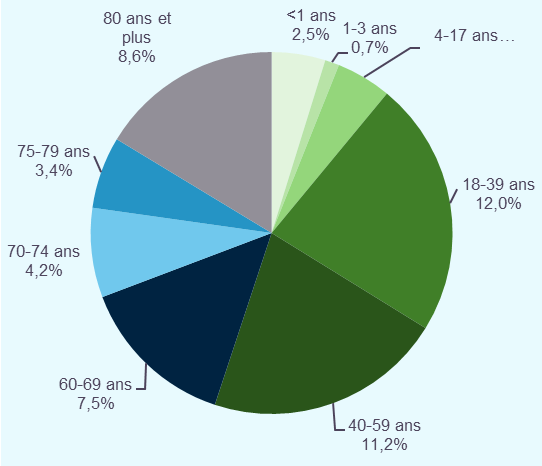 <1 ans
2,5%
1-3 ans
0,7%
4-17 ans…
18-39 ans
12,0%
40-59 ans
11,2%
60-69 ans
7,5%
70-74 ans
4,2%
75-79 ans
3,4%
80 ans et
plus
8,6%